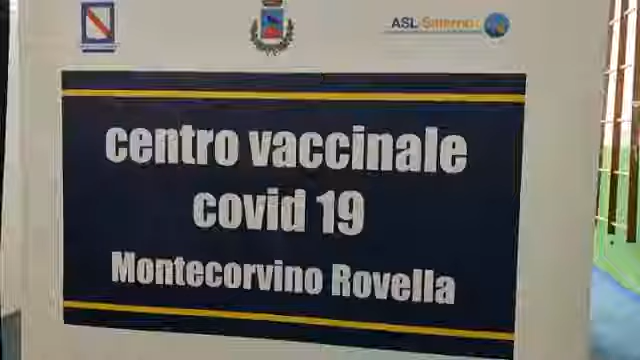 ASL Salerno
centro vaccinale
covid 19
Montecorvino Rovella